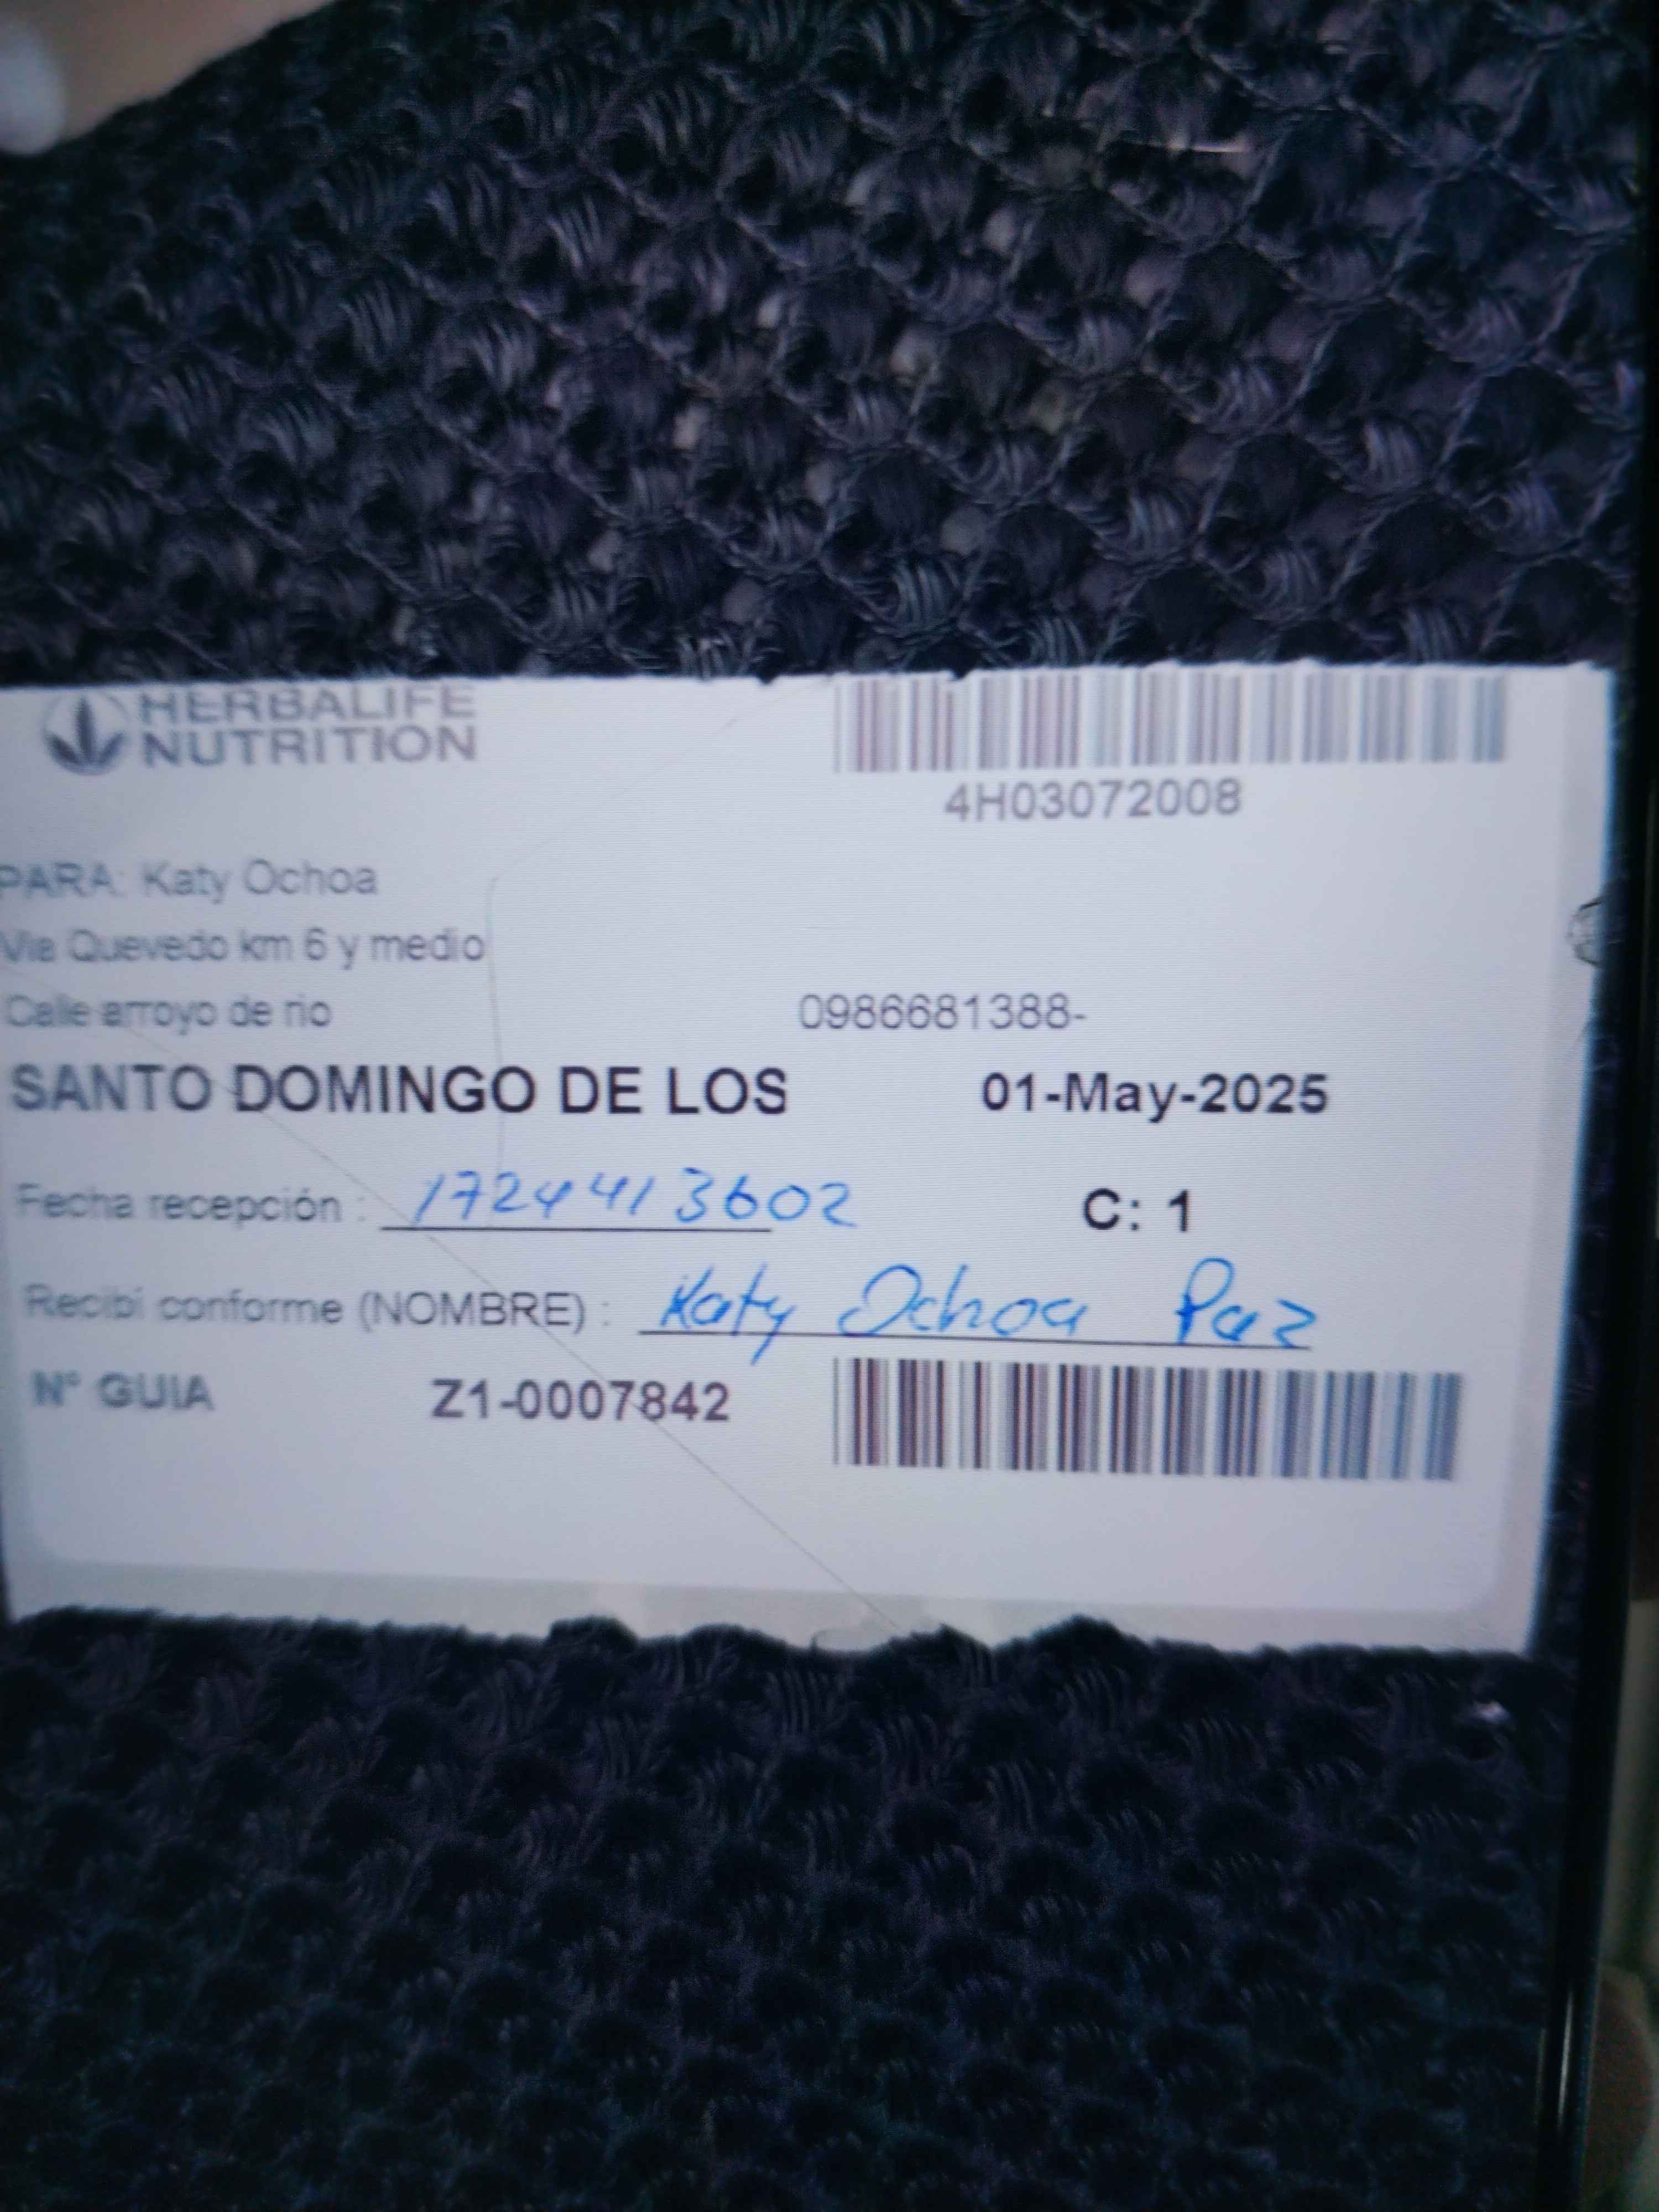 HERBALIFE
NUTRITION
4H03072008
PARA: Katy Ochoa
Via Quevedo km 6 y medio
Calle arroyo de rio 0986681388-
SANTO DOMINGO DE LOS 01-May-2025
Fecha recepción : 1724413602 C: 1
Recibi conforme (NOMBRE) : Katy Ochoa Paz
N° GUIA Z1-0007842